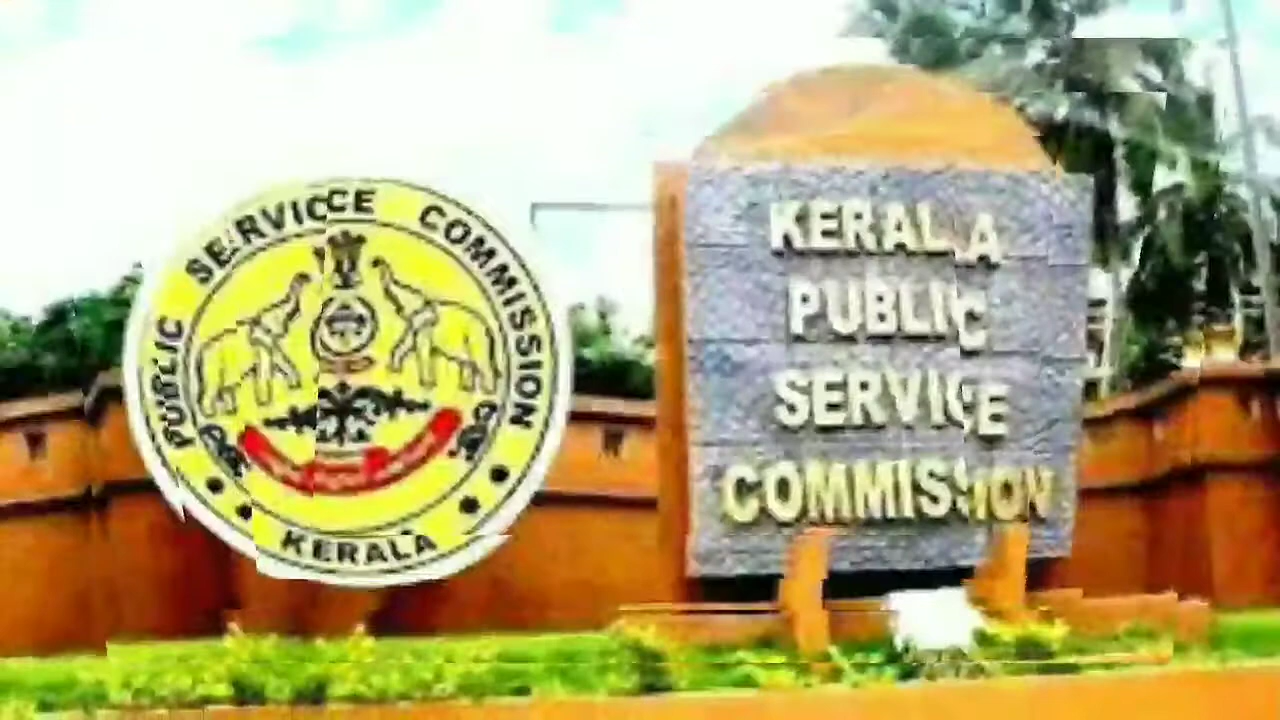 PUBLIC SERVICE COMMISSION
KERALA
KERALA
PUBLIC
SERVICE
COMMISSION